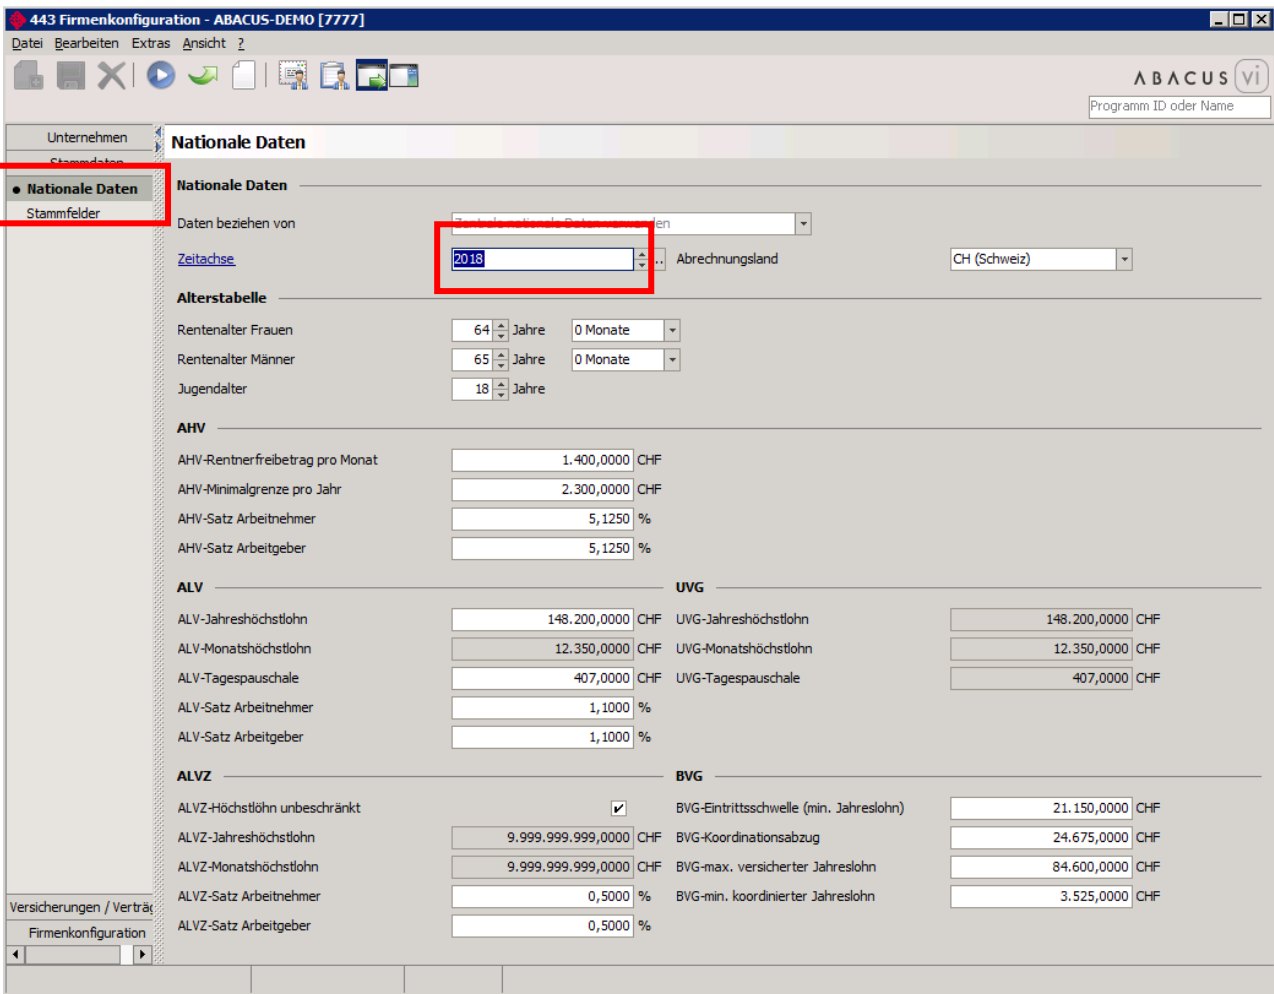 443 Firmenkonfiguration - ABACUS-DEMO [7777]
Datei Bearbeiten Extras Ansicht ?
ABACUS vi
Programm ID oder Name
Unternehmen
Stammdaten
Nationale Daten
Stammfelder
Versicherungen / Verträg
Firmenkonfiguration
Nationale Daten
Nationale Daten
Daten beziehen von Zentrale nationale Daten verwenden
Zeitachse 2018 .. Abrechnungsland CH (Schweiz)
Alterstabelle
Rentenalter Frauen 64 Jahre 0 Monate
Rentenalter Männer 65 Jahre 0 Monate
Jugendalter 18 Jahre
AHV
AHV-Rentnerfreibetrag pro Monat 1.400,0000 CHF
AHV-Minimalgrenze pro Jahr 2.300,0000 CHF
AHV-Satz Arbeitnehmer 5,1250 %
AHV-Satz Arbeitgeber 5,1250 %
ALV UVG
ALV-Jahreshöchstlohn 148.200,0000 CHF UVG-Jahreshöchstlohn 148.200,0000 CHF
ALV-Monatshöchstlohn 12.350,0000 CHF UVG-Monatshöchstlohn 12.350,0000 CHF
ALV-Tagespauschale 407,0000 CHF UVG-Tagespauschale 407,0000 CHF
ALV-Satz Arbeitnehmer 1,1000 %
ALV-Satz Arbeitgeber 1,1000 %
ALVZ BVG
ALVZ-Höchstlöhn unbeschränkt BVG-Eintrittsschwelle (min. Jahreslohn) 21.150,0000 CHF
ALVZ-Jahreshöchstlohn 9.999.999.999,0000 CHF BVG-Koordinationsabzug 24.675,0000 CHF
ALVZ-Monatshöchstlohn 9.999.999.999,0000 CHF BVG-max. versicherter Jahreslohn 84.600,0000 CHF
ALVZ-Satz Arbeitnehmer 0,5000 % BVG-min. koordinierter Jahreslohn 3.525,0000 CHF
ALVZ-Satz Arbeitgeber 0,5000 %